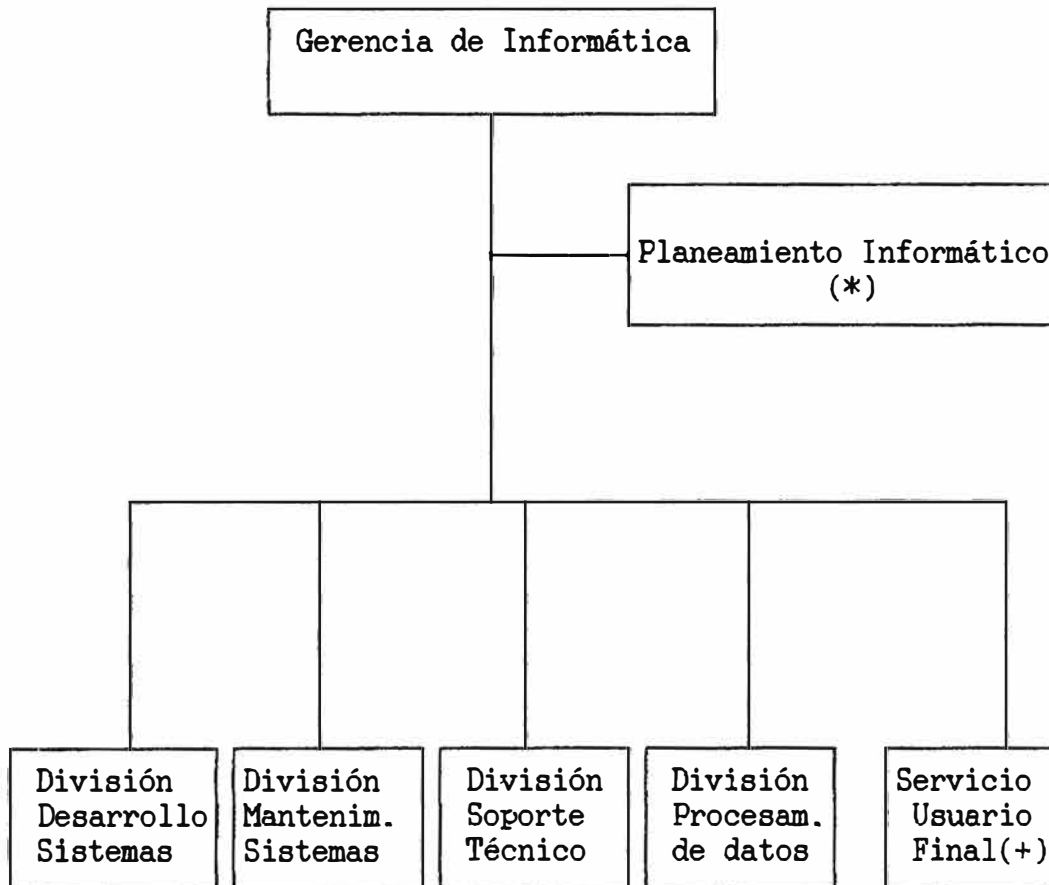 Gerencia de Informática
Planeamiento Informático
(*)
División
Desarrollo
Sistemas
División
Mantenim.
Sistemas
División
Soporte
Técnico
División
Procesam.
de datos
Servicio
Usuario
Final(+)